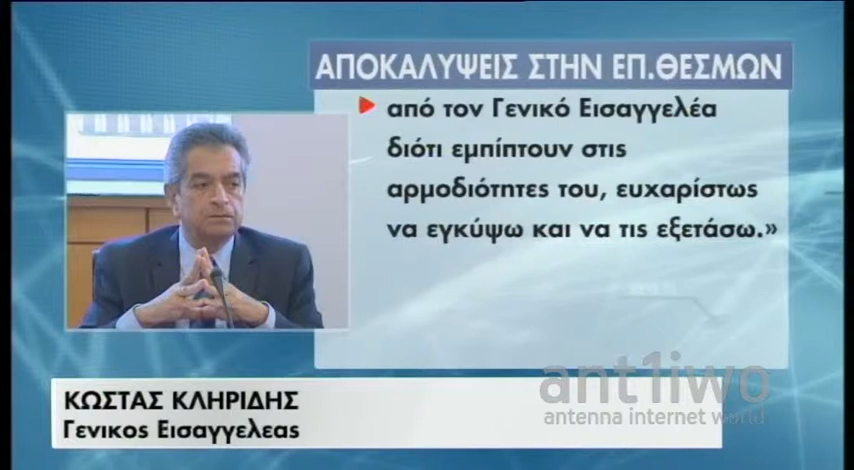 ΑΠΟΚΑΛΥΨΕΙΣ ΣΤΗΝ ΕΠ.ΘΕΣΜΩΝ
από τον Γενικό Εισαγγελέα
διότι εμπίπτουν στις
αρμοδιότητες του, ευχαρίστως
να εγκύψω και να τις εξετάσω.»
ΚΩΣΤΑΣ ΚΛΗΡΙΔΗΣ
Γενικος Εισαγγελεας
ant1iwo
antenna internet world